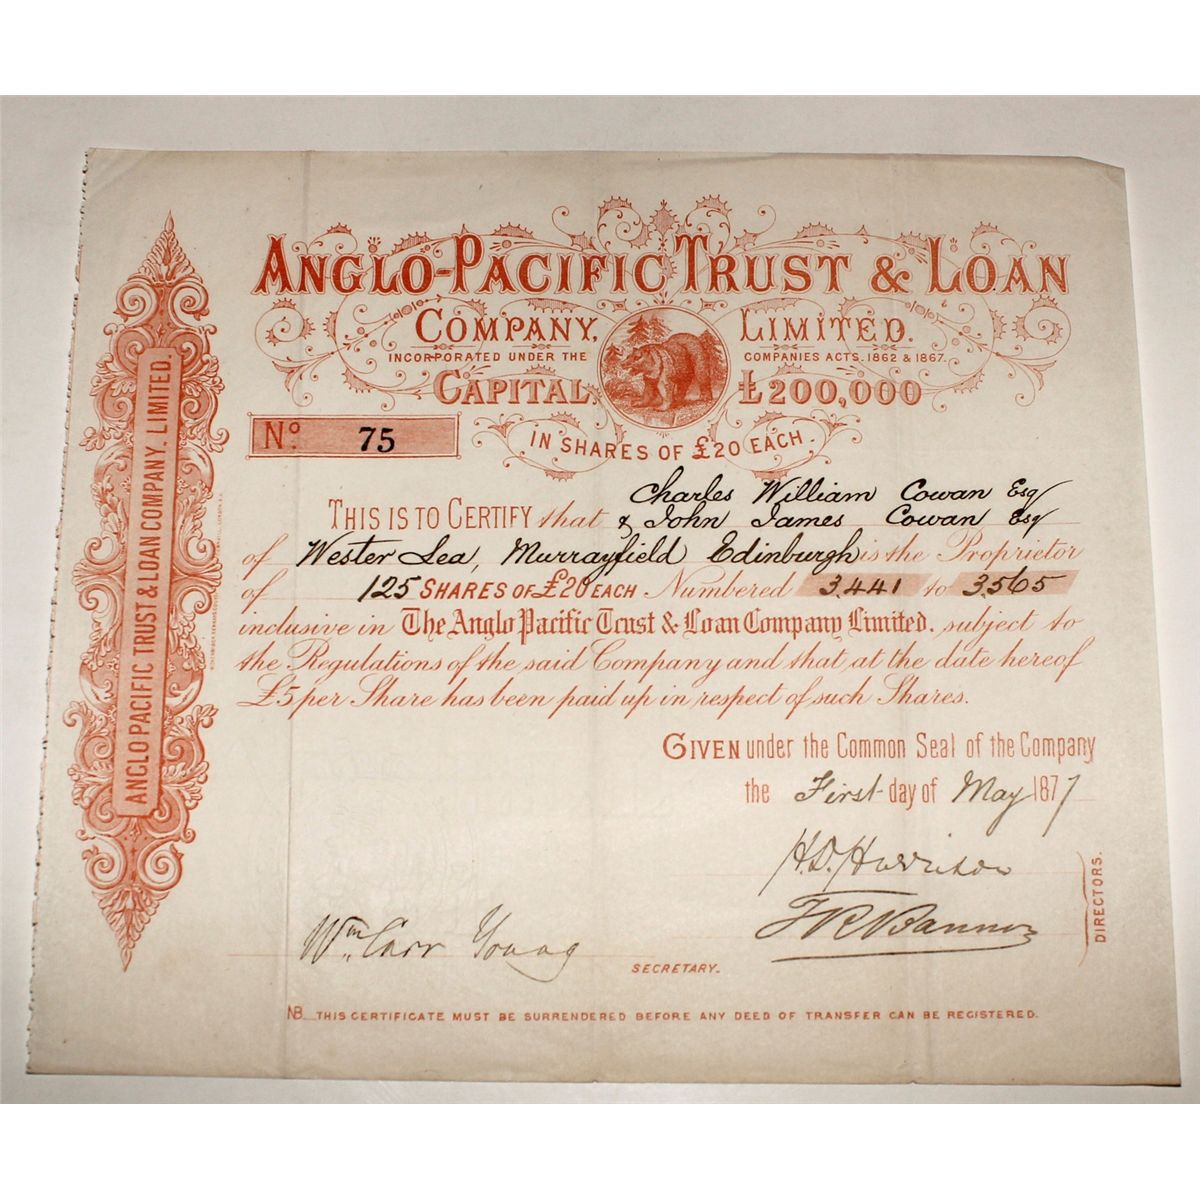 ANGLO-PACIFIC TRUST & LOAN
COMPANY, LIMITED.
INCORPORATED UNDER THE COMPANIES ACTS. 1862 & 1867.
CAPITAL, £200,000
IN SHARES OF £20 EACH.
No. 75
Charles William Cowan Esq
THIS IS TO CERTIFY that & John James Cowan Esq
of Wester Lea, Murrayfield Edinburgh is the Proprietor
of 125 SHARES OF £20 EACH Numbered 3441 to 3565
inclusive in The Anglo Pacific Trust & Loan Company Limited. subject to
the Regulations of the said Company and that, at the date hereof
£5 per Share has been paid up in respect of such Shares.
GIVEN under the Common Seal of the Company
the First day of May 1877
H.D. Harrison
DIRECTORS.
Wm. Carr Young
SECRETARY.
NB THIS CERTIFICATE MUST BE SURRENDERED BEFORE ANY DEED OF TRANSFER CAN BE REGISTERED.
ANGLO PACIFIC TRUST & LOAN COMPANY, LIMITED.